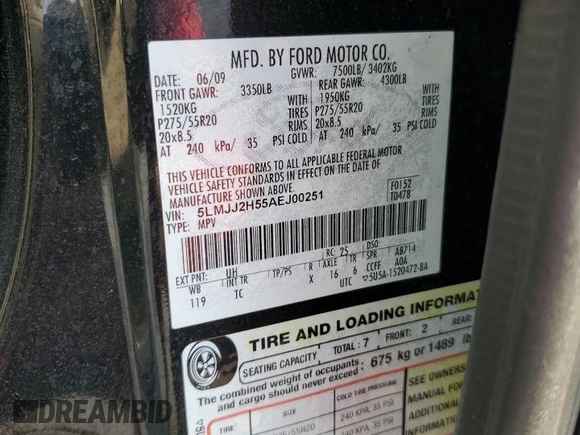 MFD. BY FORD MOTOR CO.
DATE: 06/09 GVWR: 7500LB/ 3402KG
FRONT GAWR: 3350LB REAR GAWR: 4300LB
1520KG 1950KG
P275/55R20 TIRES P275/55R20 TIRES
20x8.5 RIMS 20x8.5 RIMS
AT 240 kPa/ 35 PSI COLD AT 240 kPa/ 35 PSI COLD
THIS VEHICLE CONFORMS TO ALL APPLICABLE FEDERAL MOTOR
VEHICLE SAFETY STANDARDS IN EFFECT ON THE DATE OF
MANUFACTURE SHOWN ABOVE.
VIN: 5LMJJ2H55AEJ00251 F0152
TYPE: MPV T0478
EXT PNT: UH RC: 25 DSO:
WB TP/PS R AXLE TR SPR AB714
119 TC X 16 6 CCFF A0A
UTC ▽5U5A-1520472-BA
TIRE AND LOADING INFORMAT
SEATING CAPACITY TOTAL: 7 FRONT: 2 REAR:
The combined weight of occupants 675 kg or 1489 lb
and cargo should never exceed
TIRE SIZE COLD TIRE PRESSURE SEE OWNERS
MANUAL FOR
/55R20 240 KPA, 35 PSI ADDITIONAL
240 KPA, 35 PSI
DREAMBID